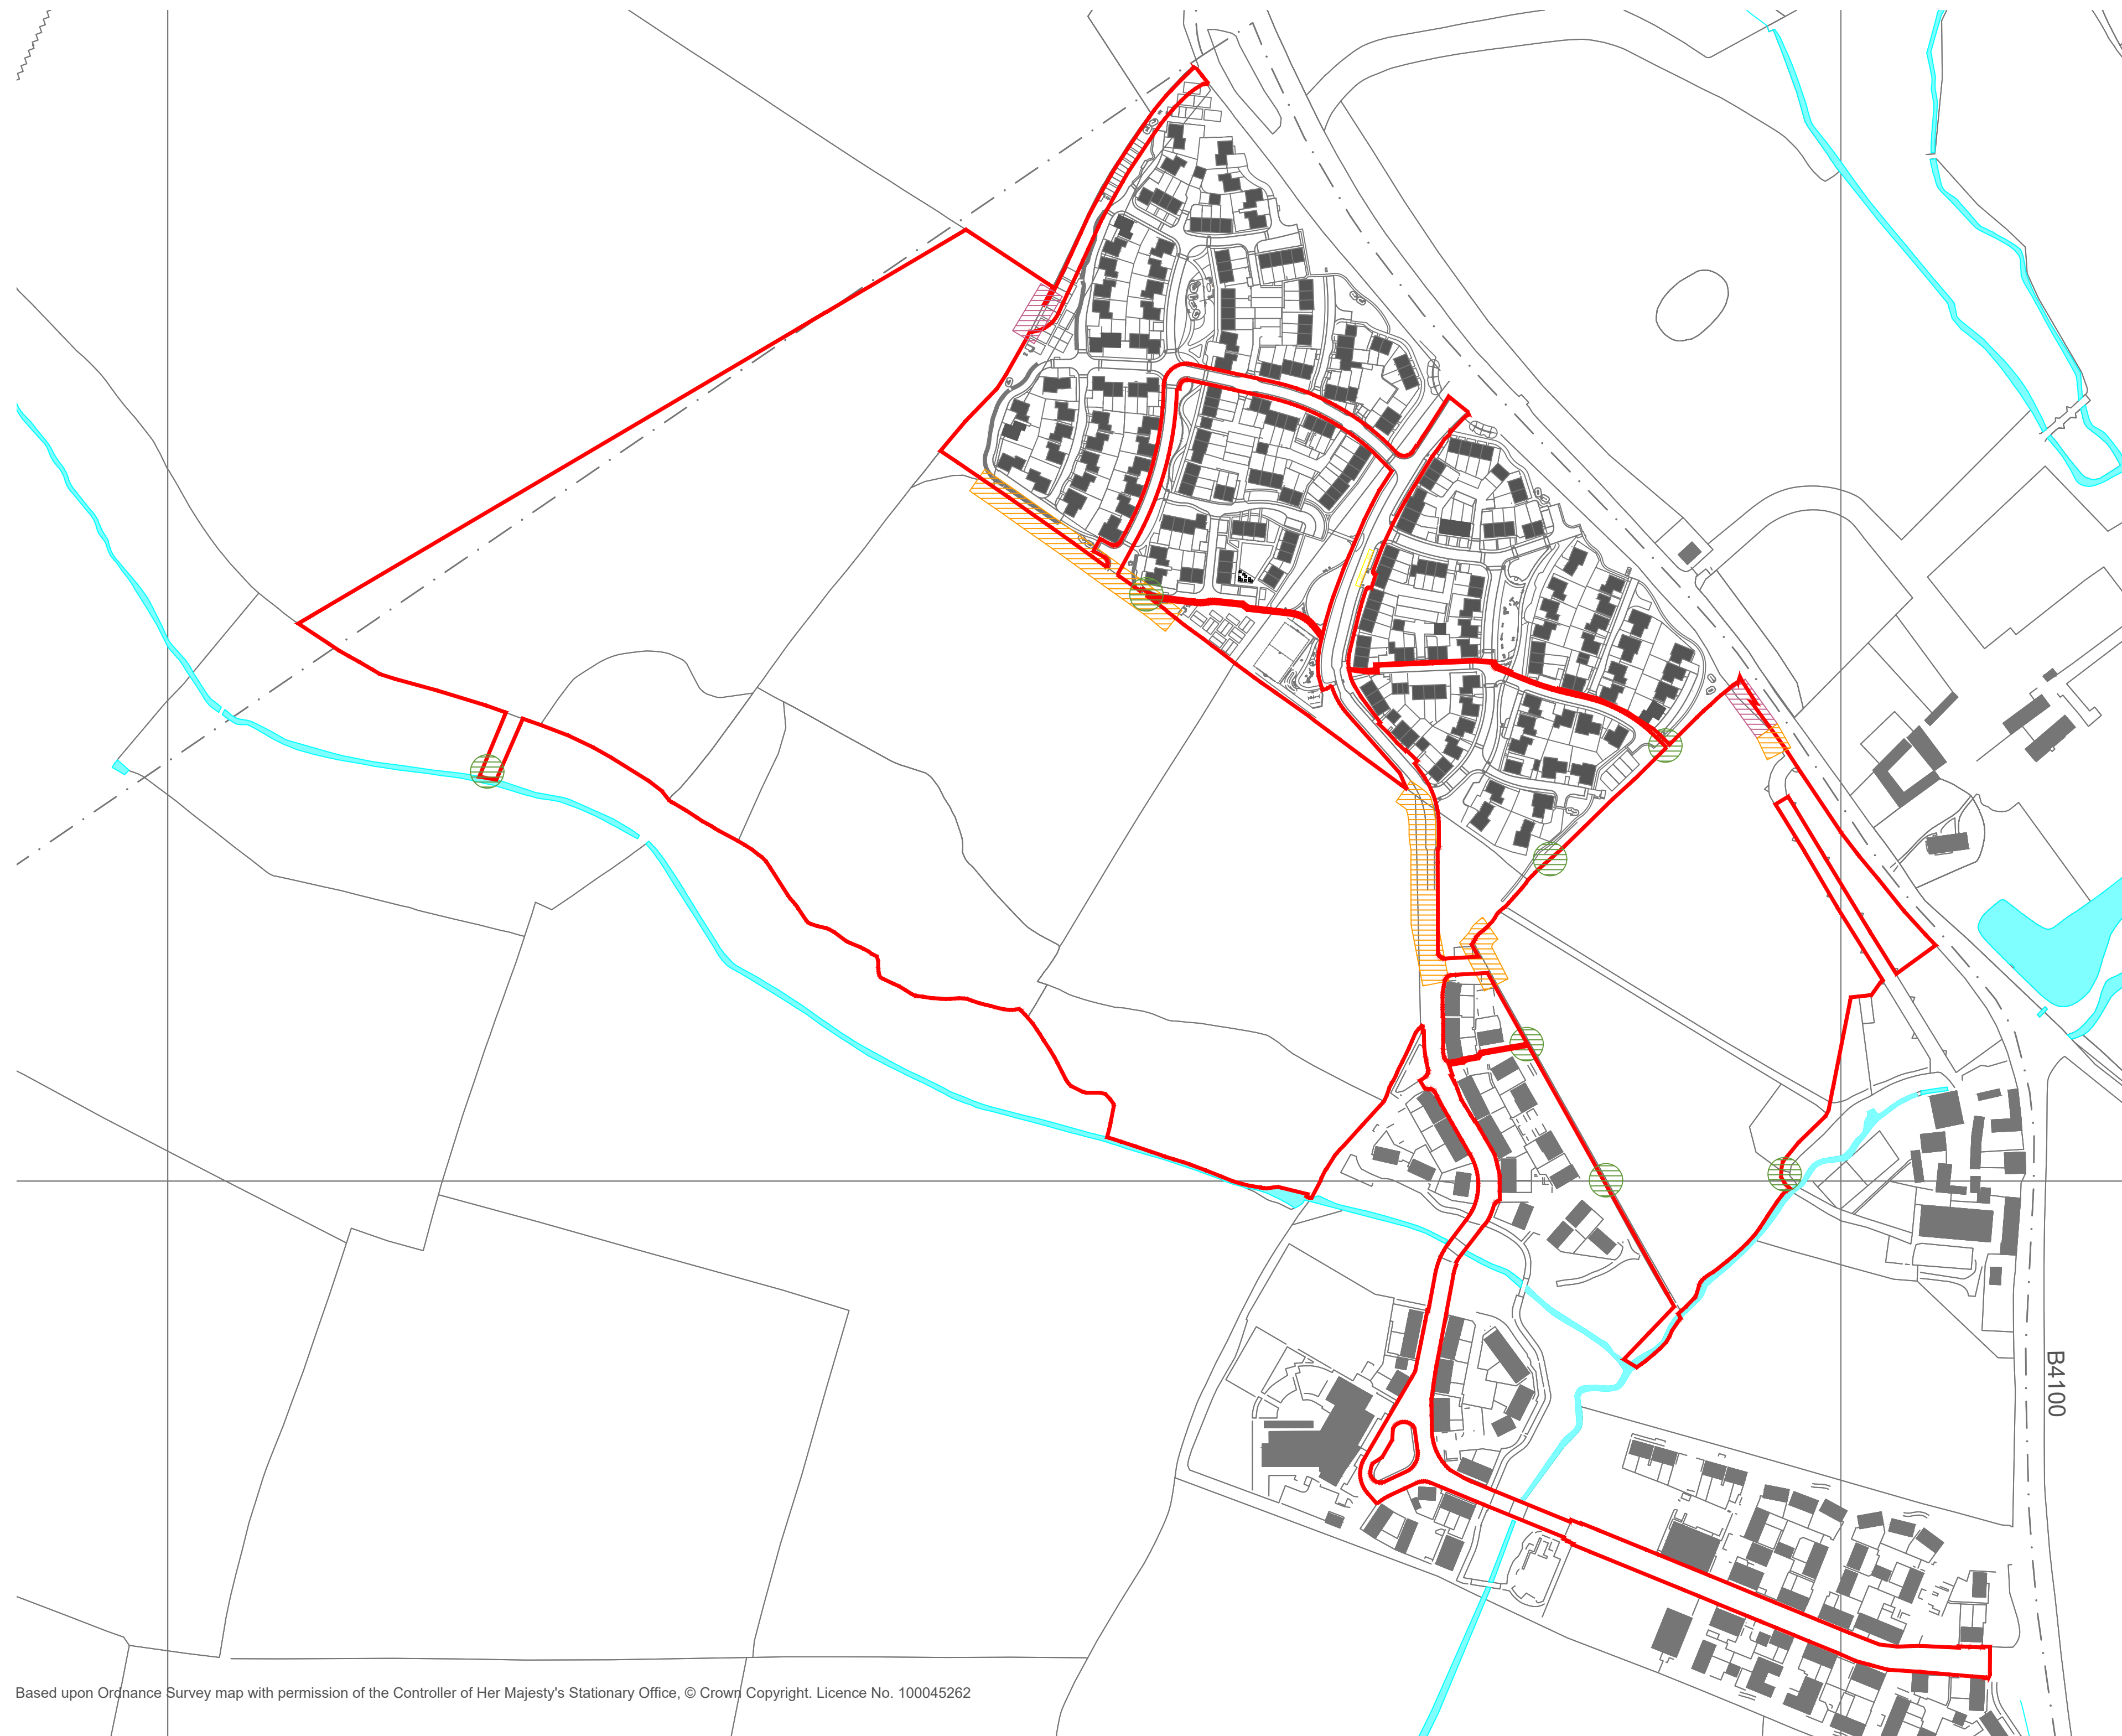 B4100
Based upon Ordnance Survey map with permission of the Controller of Her Majesty's Stationary Office, © Crown Copyright. Licence No. 100045262